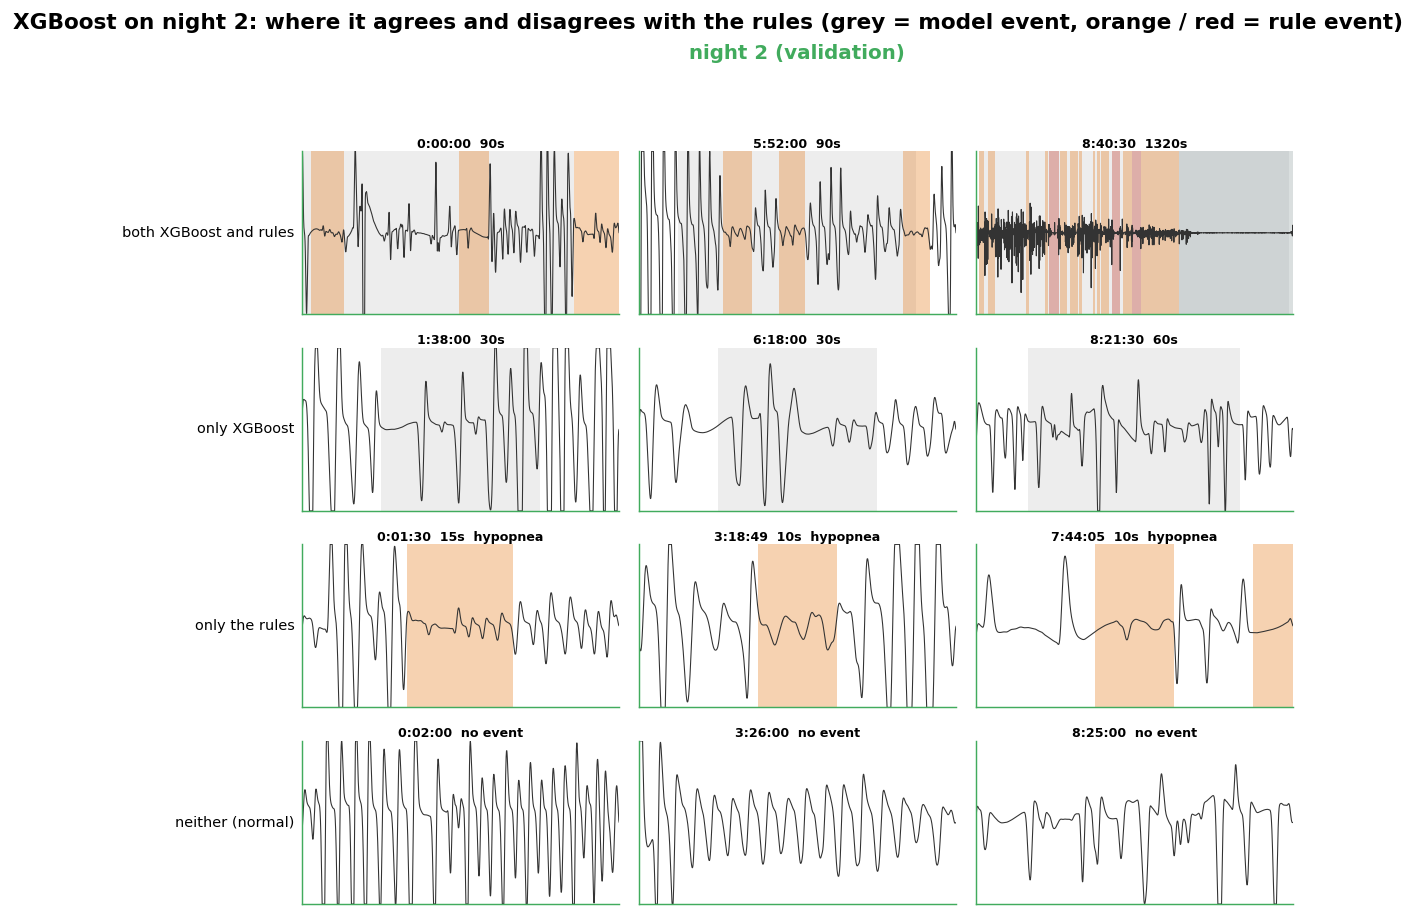 XGBoost on night 2: where it agrees and disagrees with the rules (grey = model event, orange / red = rule event)
night 2 (validation)
0:00:00  90s
5:52:00  90s
8:40:30  1320s
both XGBoost and rules
1:38:00  30s
6:18:00  30s
8:21:30  60s
only XGBoost
0:01:30  15s  hypopnea
3:18:49  10s  hypopnea
7:44:05  10s  hypopnea
only the rules
0:02:00  no event
3:26:00  no event
8:25:00  no event
neither (normal)